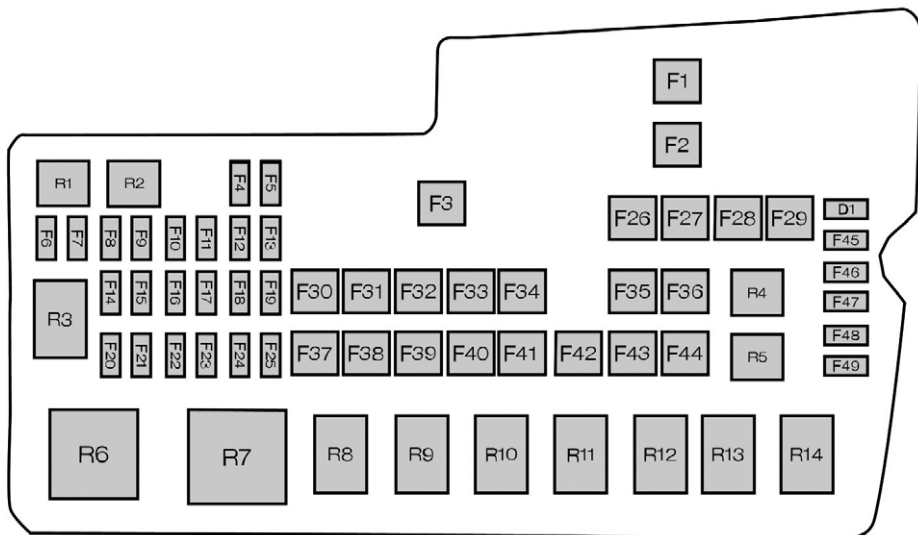 F1
F2
R1 R2 F4 F5
F3
F6 F7 F8 F9 F10 F11 F12 F13
F26 F27 F28 F29 D1
F45
F46
R3 F14 F15 F16 F17 F18 F19 F30 F31 F32 F33 F34 F35 F36 R4
F47
F48
F20 F21 F22 F23 F24 F25 F37 F38 F39 F40 F41 F42 F43 F44 R5
F49
R6 R7 R8 R9 R10 R11 R12 R13 R14